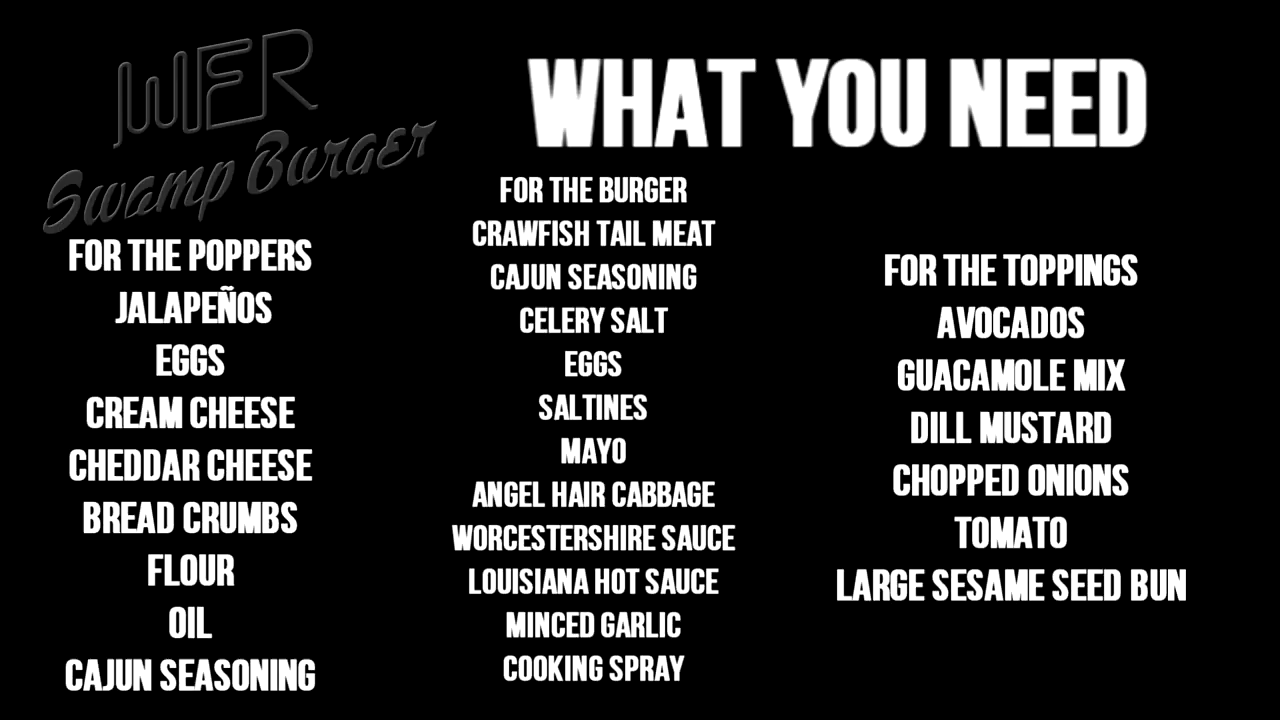 JWFR
Swamp Burger
WHAT YOU NEED
FOR THE POPPERS
JALAPEÑOS
EGGS
CREAM CHEESE
CHEDDAR CHEESE
BREAD CRUMBS
FLOUR
OIL
CAJUN SEASONING
FOR THE BURGER
CRAWFISH TAIL MEAT
CAJUN SEASONING
CELERY SALT
EGGS
SALTINES
MAYO
ANGEL HAIR CABBAGE
WORCESTERSHIRE SAUCE
LOUISIANA HOT SAUCE
MINCED GARLIC
COOKING SPRAY
FOR THE TOPPINGS
AVOCADOS
GUACAMOLE MIX
DILL MUSTARD
CHOPPED ONIONS
TOMATO
LARGE SESAME SEED BUN